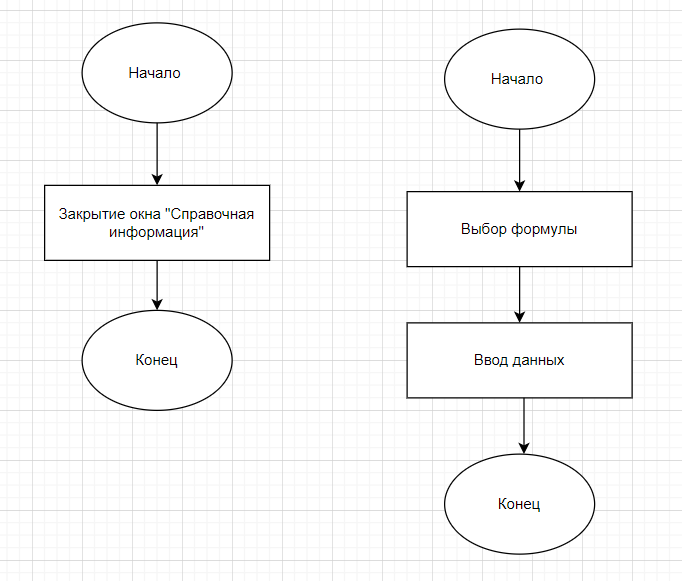 Начало
Закрытие окна "Справочная
информация"
Конец
Начало
Выбор формулы
Ввод данных
Конец